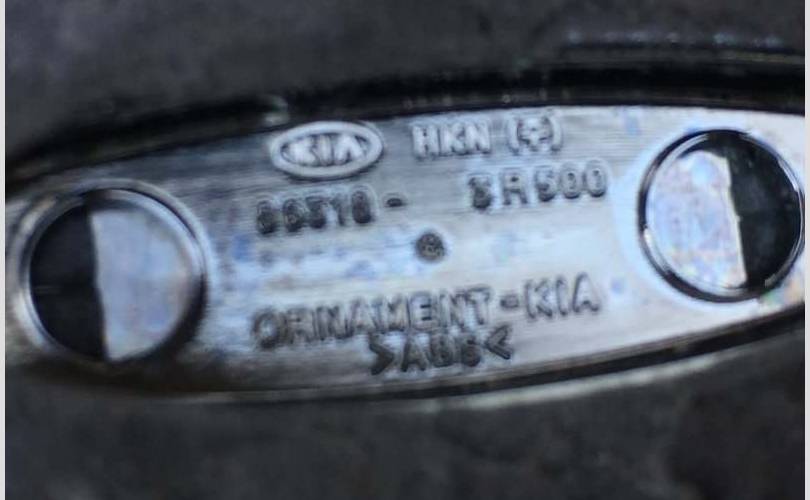 KIA HKN (+)
86318- 3R500
ORNAMENT-KIA
>ABS<